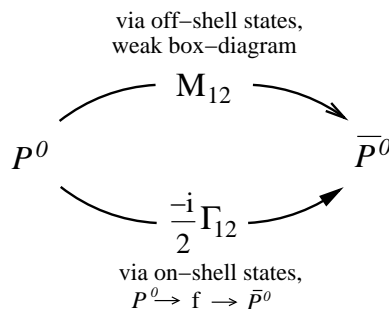 via off−shell states,
weak box−diagram
M₁₂
P⁰ P̅⁰
−i/2 Γ₁₂
via on−shell states,
P⁰ → f → P̅⁰